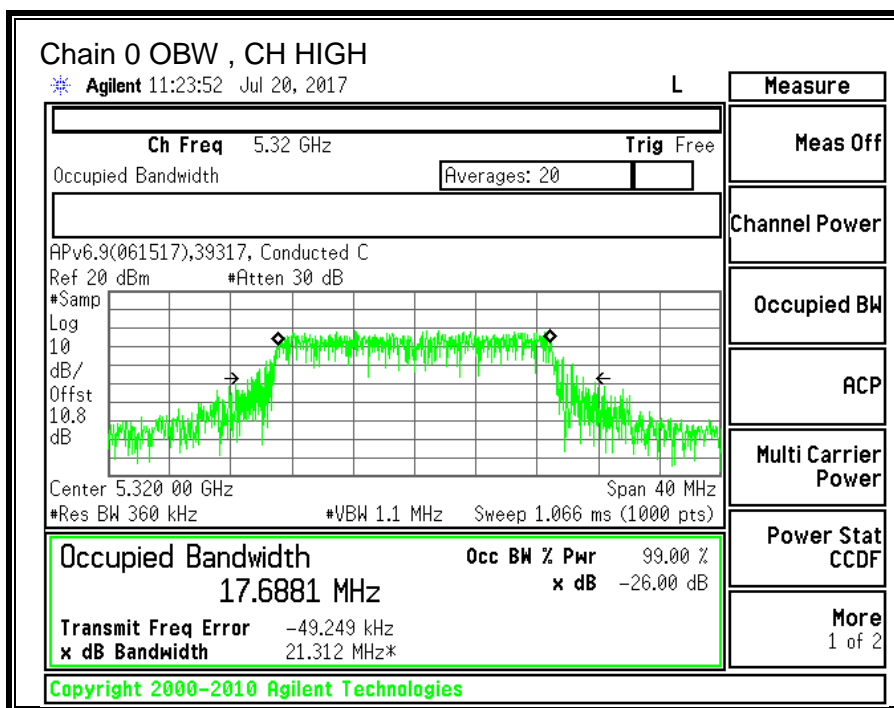 Chain 0 OBW , CH HIGH
Agilent 11:23:52 Jul 20, 2017 L
Ch Freq 5.32 GHz Trig Free
Occupied Bandwidth Averages: 20
APv6.9(061517),39317, Conducted C
Ref 20 dBm #Atten 30 dB
#Samp
Log
10
dB/
Offst
10.8
dB
Center 5.320 00 GHz Span 40 MHz
#Res BW 360 kHz #VBW 1.1 MHz Sweep 1.066 ms (1000 pts)
Occupied Bandwidth Occ BW % Pwr 99.00 %
17.6881 MHz x dB -26.00 dB
Transmit Freq Error -49.249 kHz
x dB Bandwidth 21.312 MHz*
Copyright 2000-2010 Agilent Technologies
Measure
Meas Off
Channel Power
Occupied BW
ACP
Multi Carrier
Power
Power Stat
CCDF
More
1 of 2